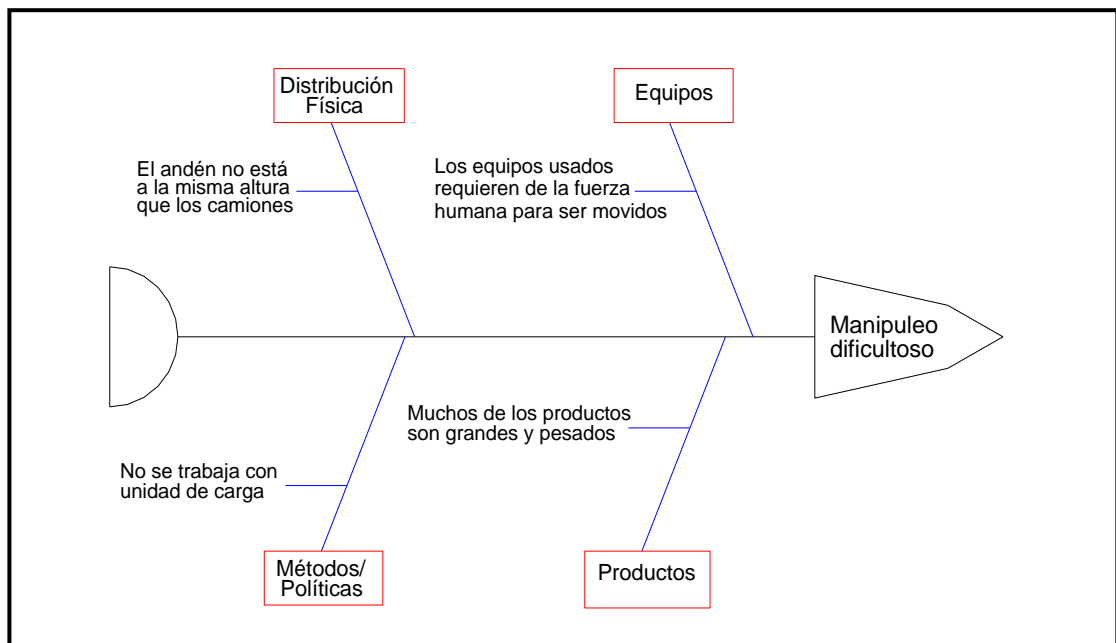 Distribución
Física
Equipos
El andén no está
a la misma altura
que los camiones
Los equipos usados
requieren de la fuerza
humana para ser movidos
Manipuleo
dificultoso
Muchos de los productos
son grandes y pesados
No se trabaja con
unidad de carga
Métodos/
Políticas
Productos